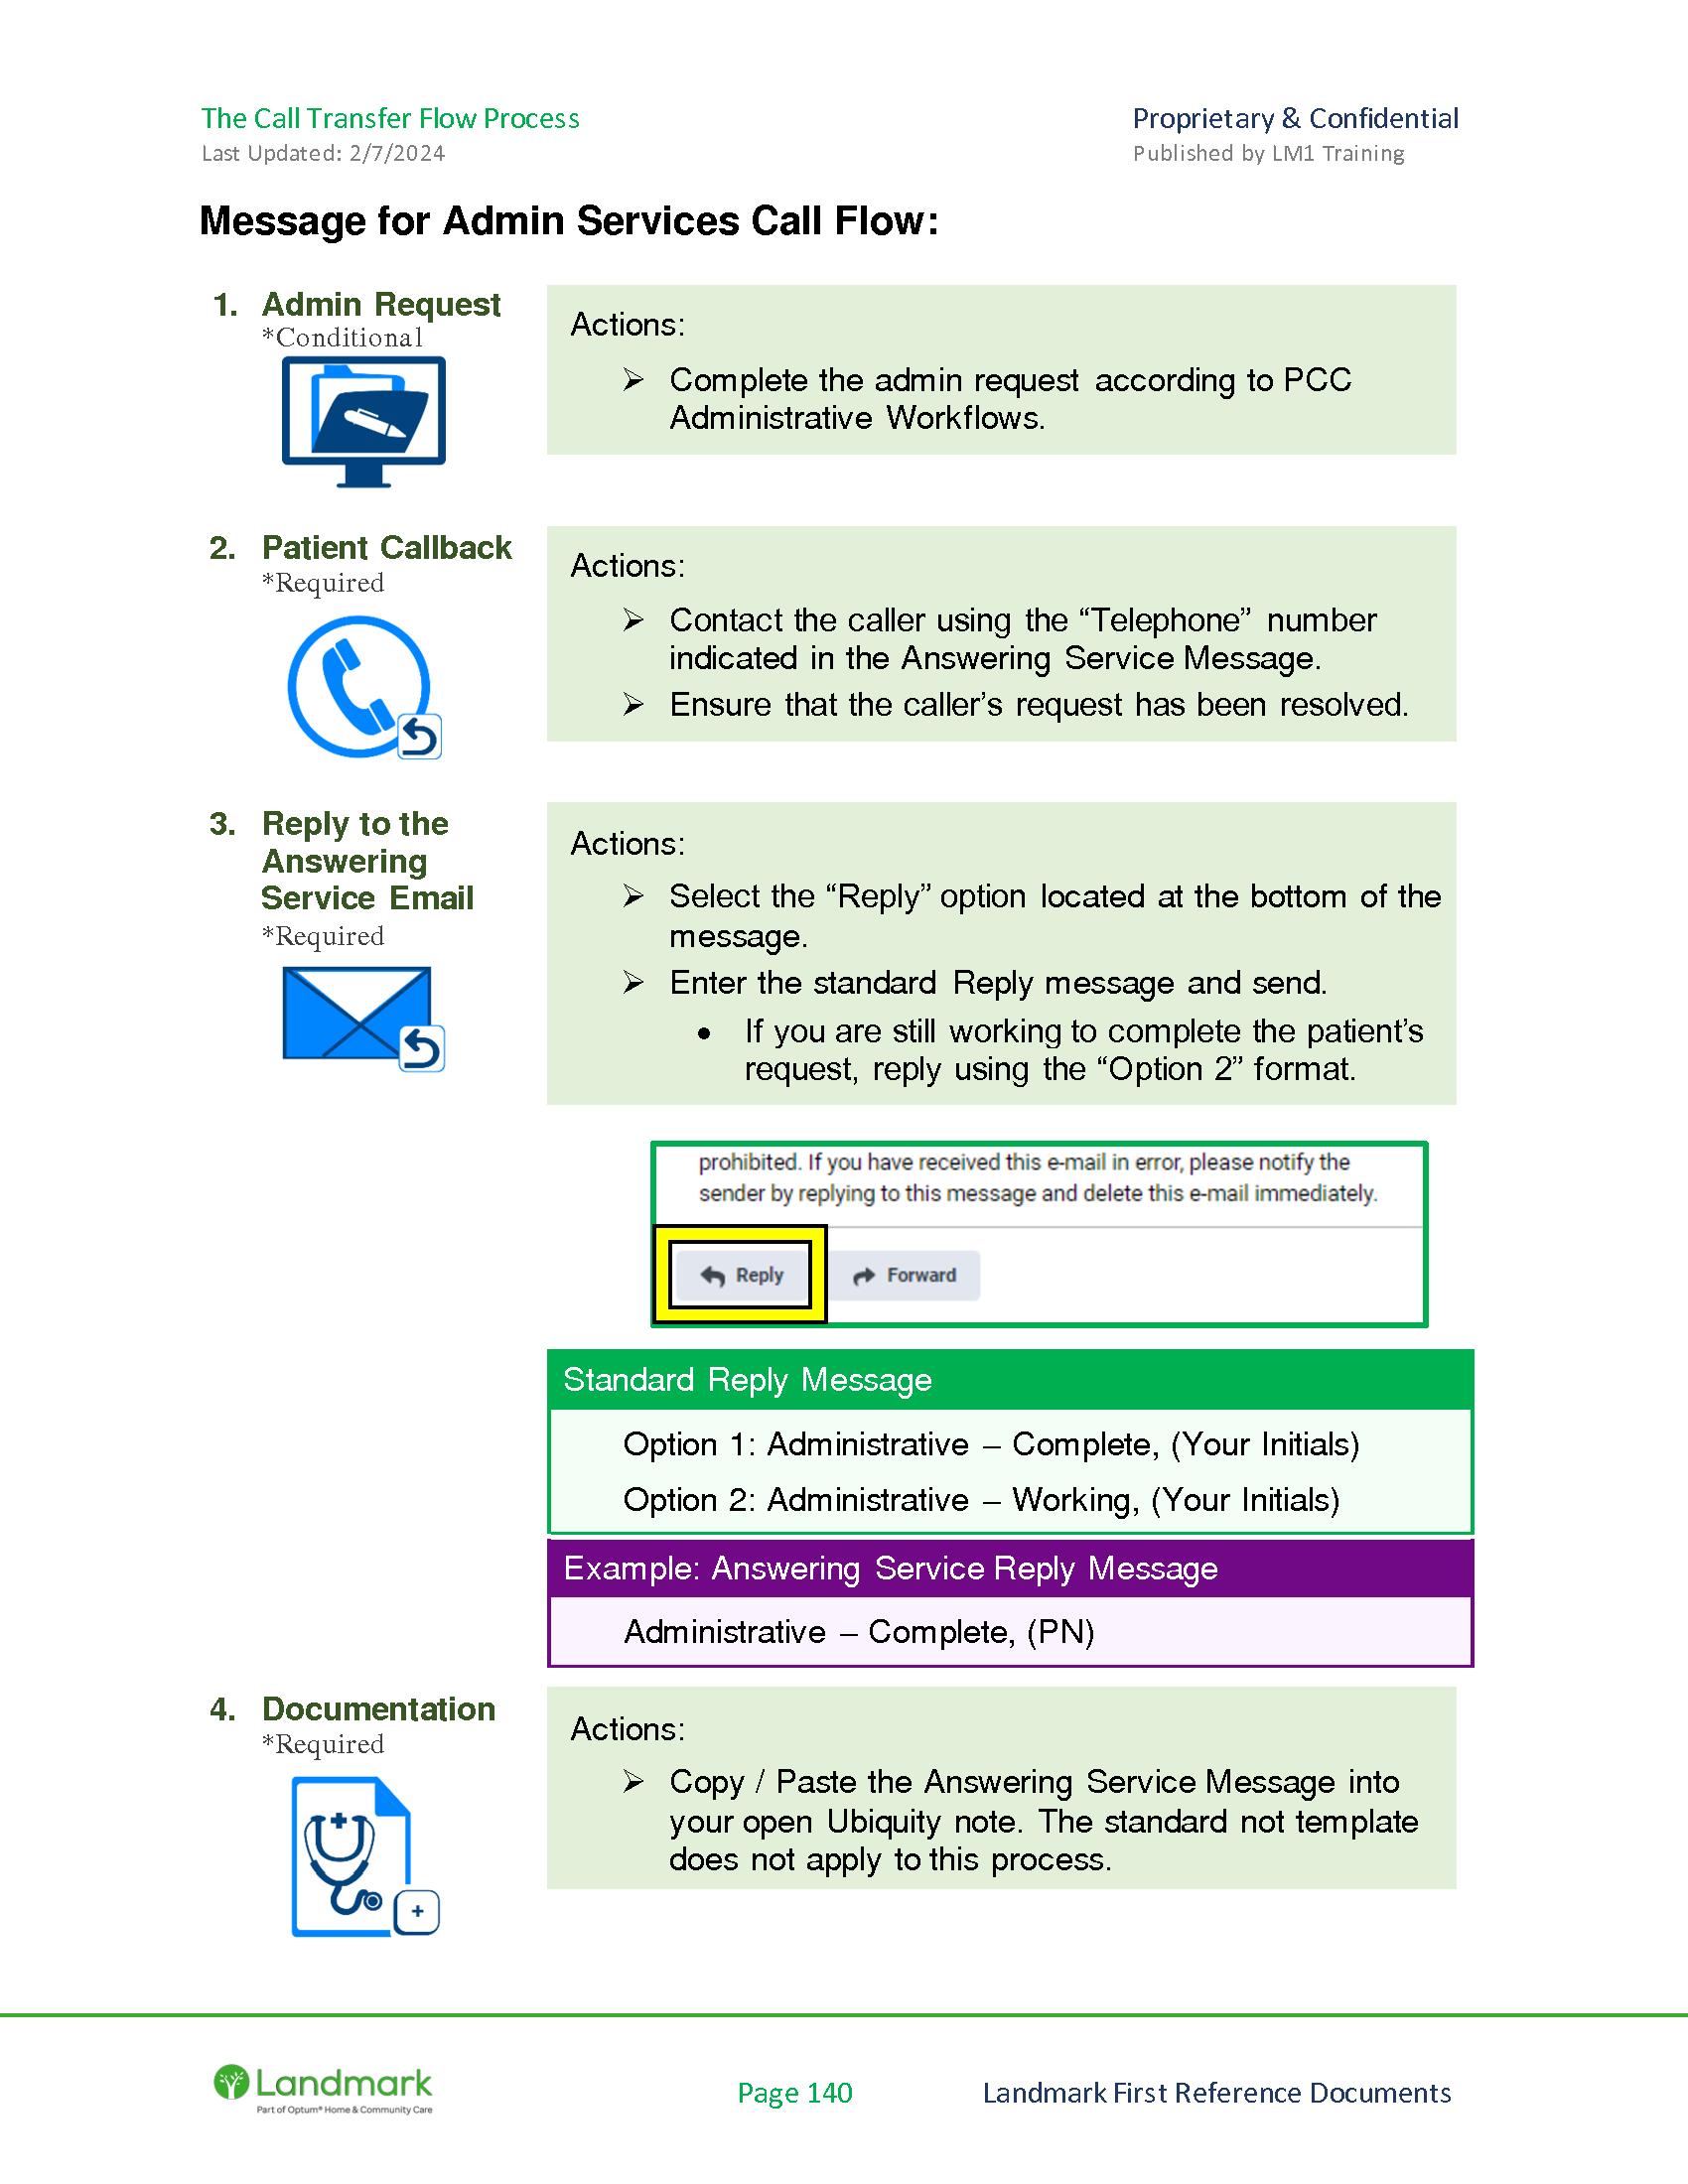 The Call Transfer Flow Process
Proprietary & Confidential
Last Updated: 2/7/2024
Published by LM1 Training
Message for Admin Services Call Flow:
1. Admin Request
*Conditional
Actions:
➢ Complete the admin request according to PCC
Administrative Workflows.
2. Patient Callback
*Required
Actions:
➢ Contact the caller using the “Telephone” number
indicated in the Answering Service Message.
➢ Ensure that the caller’s request has been resolved.
3. Reply to the
Answering
Service Email
*Required
Actions:
➢ Select the “Reply” option located at the bottom of the
message.
➢ Enter the standard Reply message and send.
• If you are still working to complete the patient’s
request, reply using the “Option 2” format.
prohibited. If you have received this e-mail in error, please notify the
sender by replying to this message and delete this e-mail immediately.
Reply
Forward
Standard Reply Message
Option 1: Administrative – Complete, (Your Initials)
Option 2: Administrative – Working, (Your Initials)
Example: Answering Service Reply Message
Administrative – Complete, (PN)
4. Documentation
*Required
Actions:
➢ Copy / Paste the Answering Service Message into
your open Ubiquity note. The standard not template
does not apply to this process.
Landmark
Part of Optum® Home & Community Care
Page 140
Landmark First Reference Documents